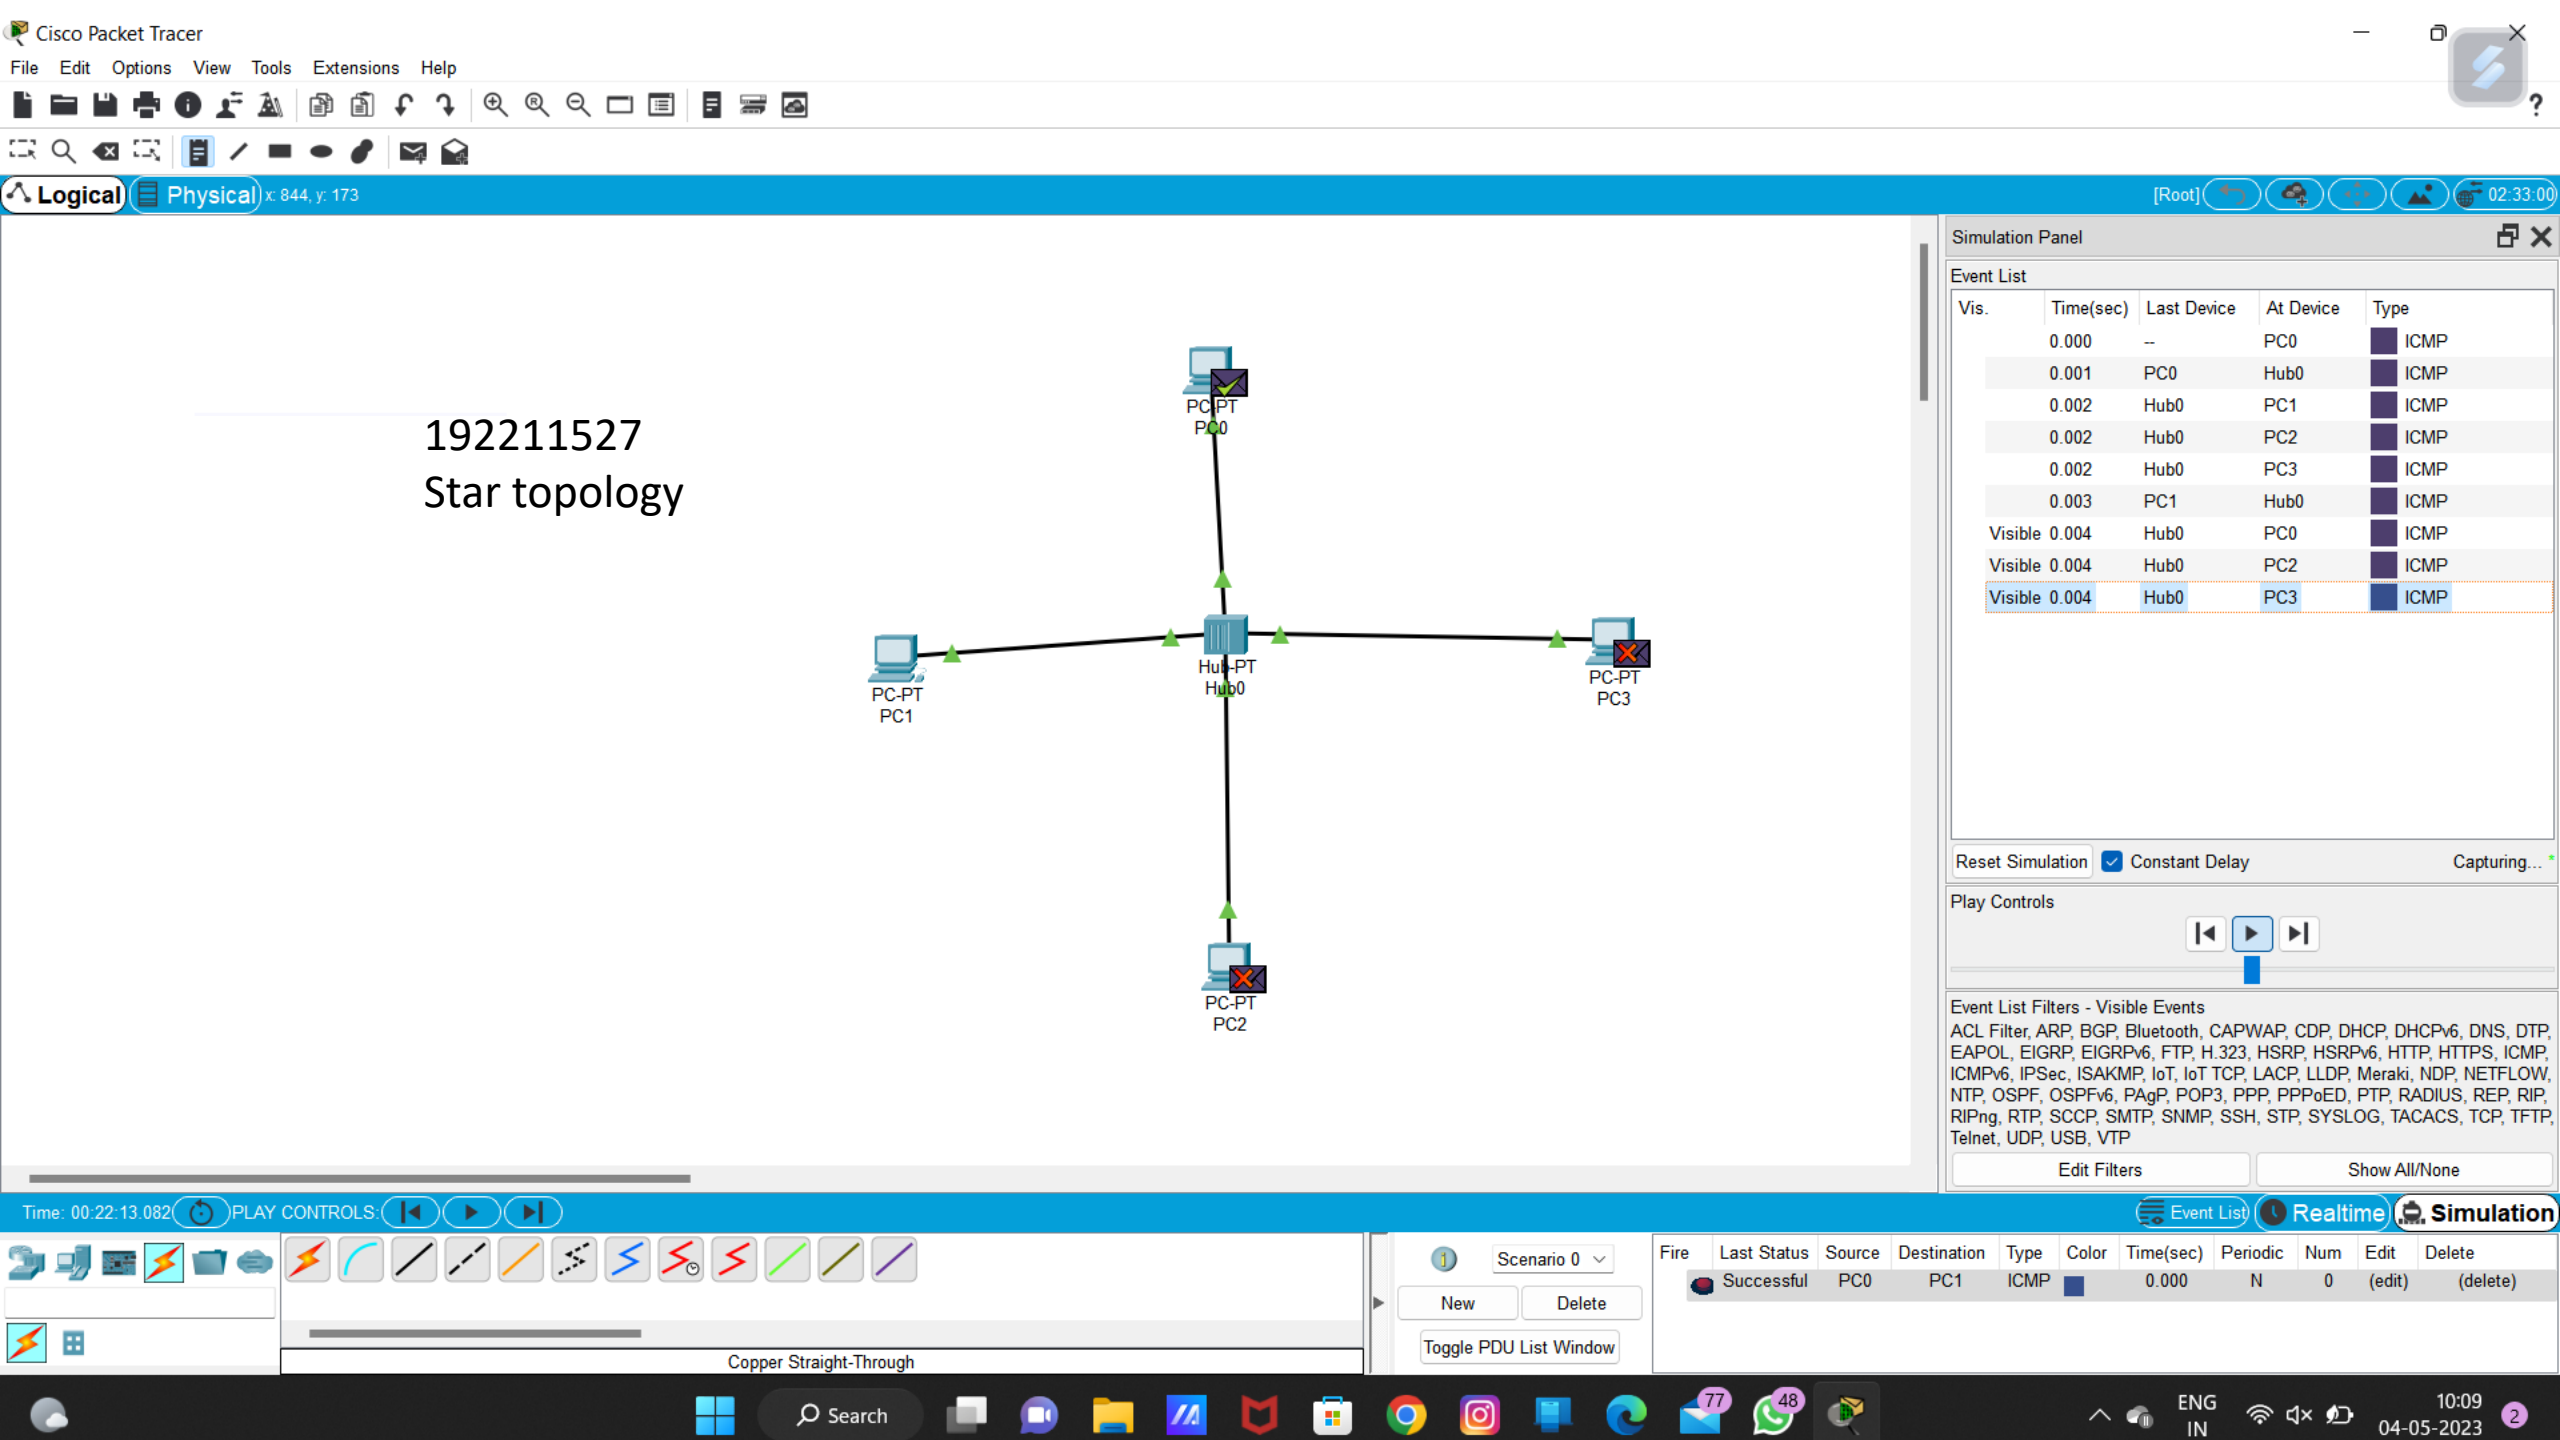 Cisco Packet Tracer
File Edit Options View Tools Extensions Help
?
Logical Physical x: 844, y: 173 [Root] 02:33:00
192211527
Star topology
PC-PT
PC0
PC-PT
PC1
Hub-PT
Hub0
PC-PT
PC3
PC-PT
PC2
Simulation Panel
Event List
Vis. Time(sec) Last Device At Device Type
0.000 -- PC0 ICMP
0.001 PC0 Hub0 ICMP
0.002 Hub0 PC1 ICMP
0.002 Hub0 PC2 ICMP
0.002 Hub0 PC3 ICMP
0.003 PC1 Hub0 ICMP
Visible 0.004 Hub0 PC0 ICMP
Visible 0.004 Hub0 PC2 ICMP
Visible 0.004 Hub0 PC3 ICMP
Reset Simulation Constant Delay Capturing... *
Play Controls
Event List Filters - Visible Events
ACL Filter, ARP, BGP, Bluetooth, CAPWAP, CDP, DHCP, DHCPv6, DNS, DTP,
EAPOL, EIGRP, EIGRPv6, FTP, H.323, HSRP, HSRPv6, HTTP, HTTPS, ICMP,
ICMPv6, IPSec, ISAKMP, IoT, IoT TCP, LACP, LLDP, Meraki, NDP, NETFLOW,
NTP, OSPF, OSPFv6, PAgP, POP3, PPP, PPPoED, PTP, RADIUS, REP, RIP,
RIPng, RTP, SCCP, SMTP, SNMP, SSH, STP, SYSLOG, TACACS, TCP, TFTP,
Telnet, UDP, USB, VTP
Edit Filters Show All/None
Time: 00:22:13.082 PLAY CONTROLS: Event List Realtime Simulation
Scenario 0
New Delete
Toggle PDU List Window
Fire Last Status Source Destination Type Color Time(sec) Periodic Num Edit Delete
Successful PC0 PC1 ICMP 0.000 N 0 (edit) (delete)
Copper Straight-Through
Search 77 48 ENG
IN
10:09
04-05-2023
2